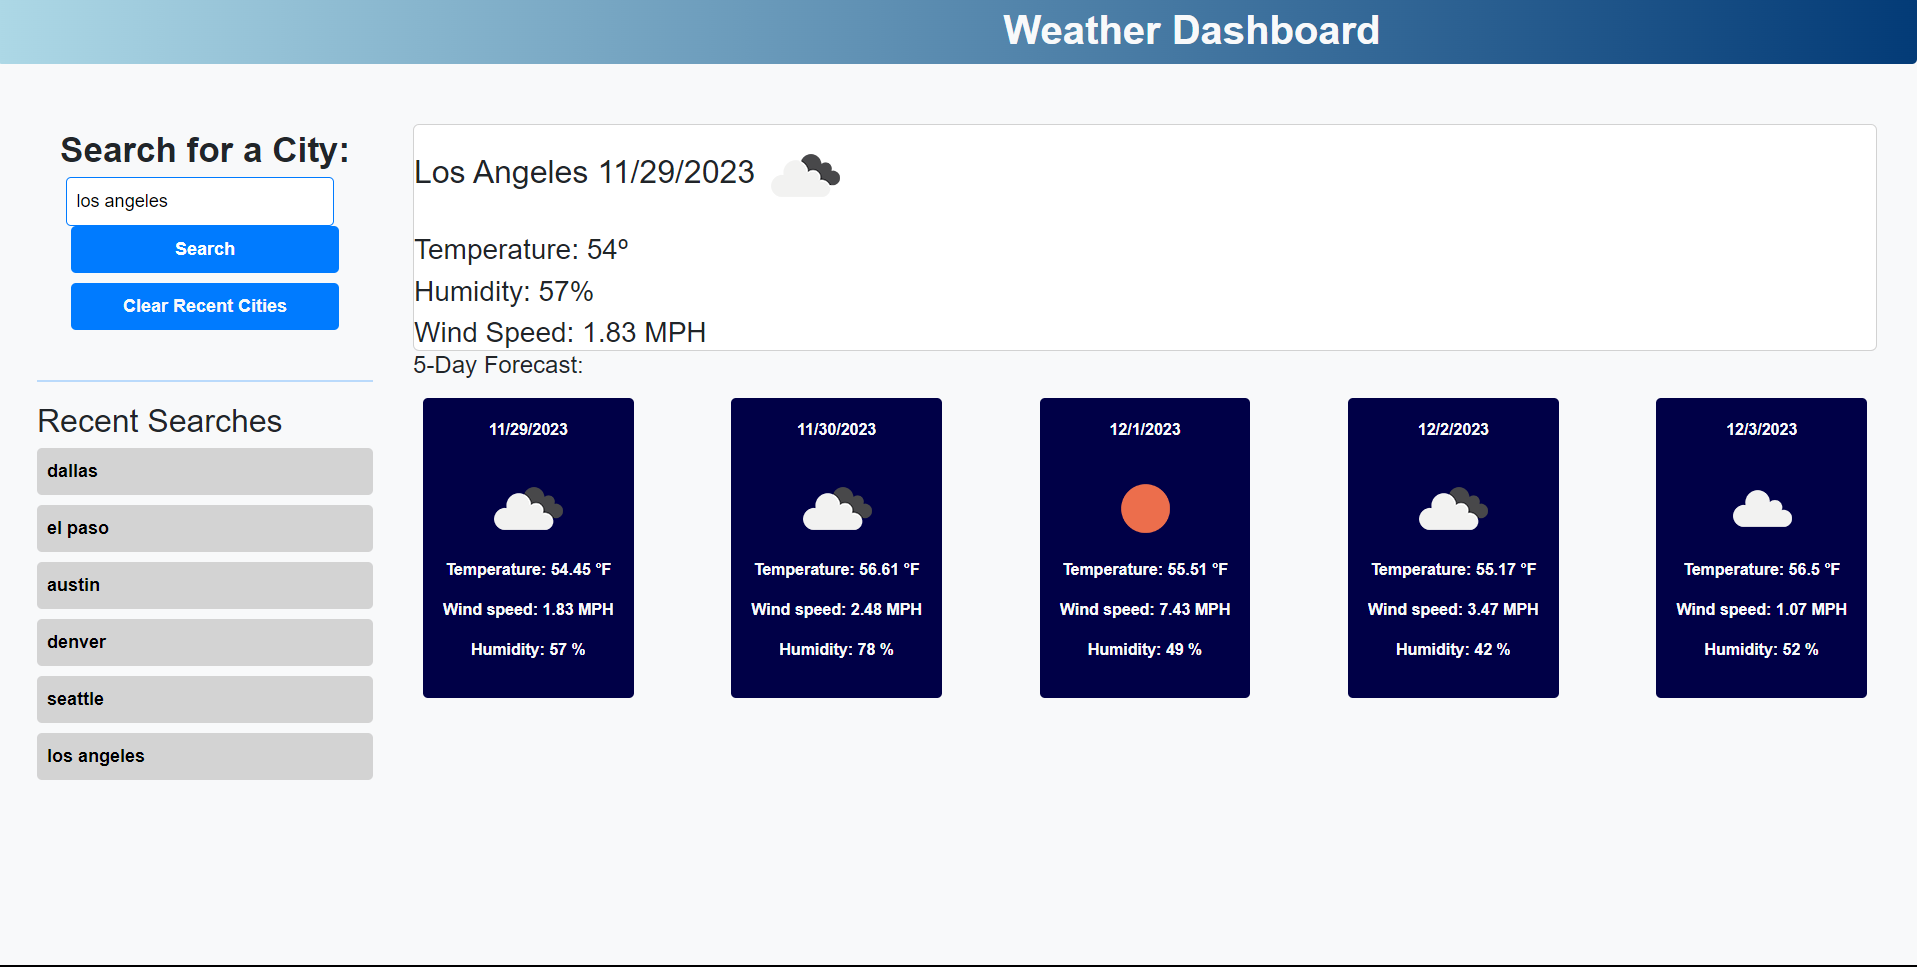 Weather Dashboard
Search for a City:
los angeles
Search
Clear Recent Cities
Recent Searches
dallas
el paso
austin
denver
seattle
los angeles
Los Angeles 11/29/2023
Temperature: 54º
Humidity: 57%
Wind Speed: 1.83 MPH
5-Day Forecast:
11/29/2023
Temperature: 54.45 °F
Wind speed: 1.83 MPH
Humidity: 57 %
11/30/2023
Temperature: 56.61 °F
Wind speed: 2.48 MPH
Humidity: 78 %
12/1/2023
Temperature: 55.51 °F
Wind speed: 7.43 MPH
Humidity: 49 %
12/2/2023
Temperature: 55.17 °F
Wind speed: 3.47 MPH
Humidity: 42 %
12/3/2023
Temperature: 56.5 °F
Wind speed: 1.07 MPH
Humidity: 52 %